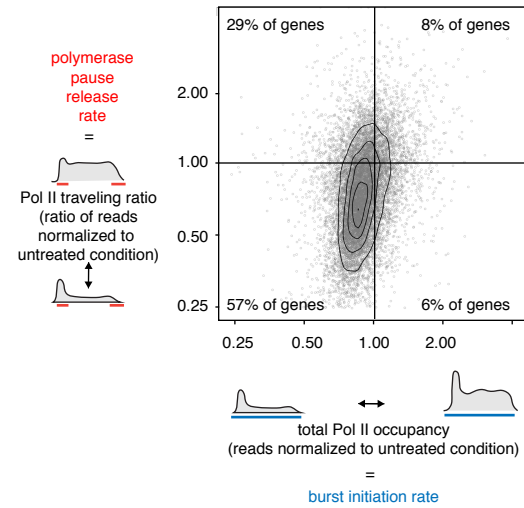 29% of genes
8% of genes
polymerase
pause
release
rate
=
Pol II traveling ratio
(ratio of reads
normalized to
untreated condition)
2.00
1.00
0.50
0.25
57% of genes
6% of genes
0.25
0.50
1.00
2.00
total Pol II occupancy
(reads normalized to untreated condition)
=
burst initiation rate